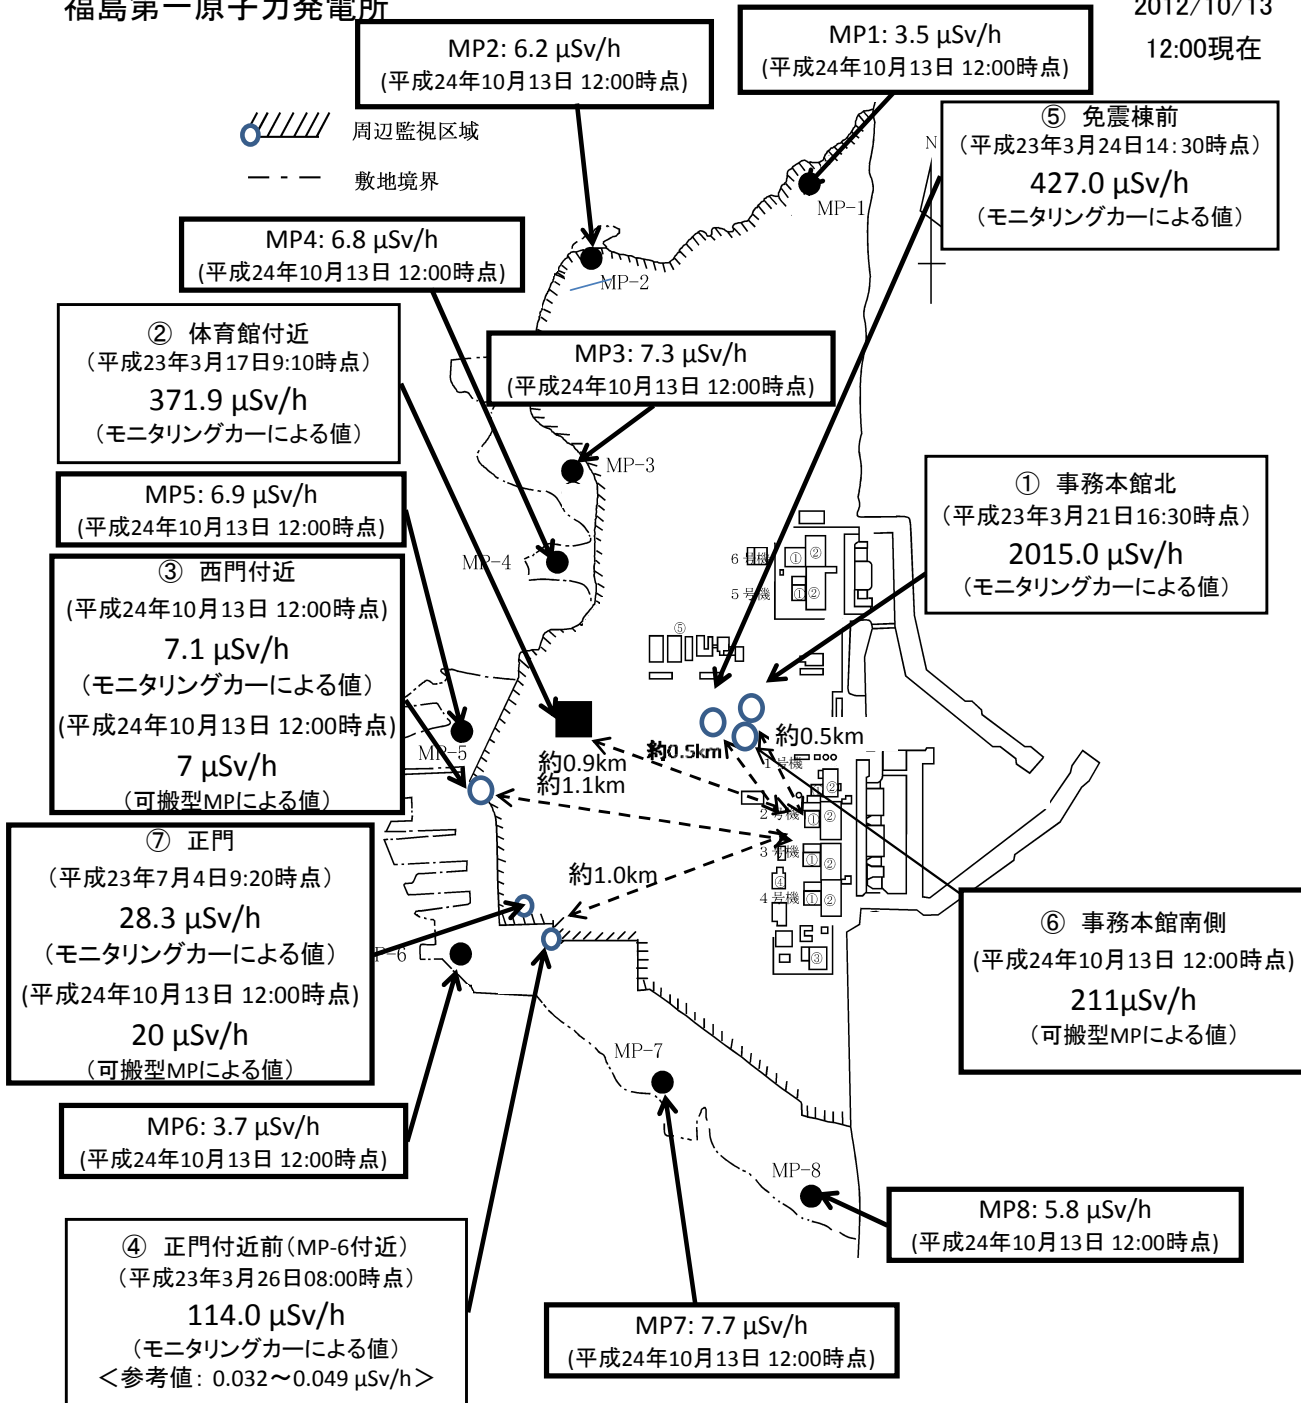 福島第一原子力発電所
2012/10/13
12:00現在
MP2: 6.2 μSv/h
(平成24年10月13日 12:00時点)
MP1: 3.5 μSv/h
(平成24年10月13日 12:00時点)
周辺監視区域
敷地境界
⑤ 免震棟前
(平成23年3月24日14:30時点)
427.0 μSv/h
(モニタリングカーによる値)
N
MP-1
MP4: 6.8 μSv/h
(平成24年10月13日 12:00時点)
MP-2
② 体育館付近
(平成23年3月17日9:10時点)
371.9 μSv/h
(モニタリングカーによる値)
MP3: 7.3 μSv/h
(平成24年10月13日 12:00時点)
MP-3
MP5: 6.9 μSv/h
(平成24年10月13日 12:00時点)
① 事務本館北
(平成23年3月21日16:30時点)
2015.0 μSv/h
(モニタリングカーによる値)
MP-4
6号機
① ②
5号機
① ②
⑤
③ 西門付近
(平成24年10月13日 12:00時点)
7.1 μSv/h
(モニタリングカーによる値)
(平成24年10月13日 12:00時点)
7 μSv/h
(可搬型MPによる値)
MP-5
約0.9km
約1.1km
約0.5km
約0.5km
1号機
②
2号機
① ②
3号機
① ②
④
4号機
① ②
③
約1.0km
⑦ 正門
(平成23年7月4日9:20時点)
28.3 μSv/h
(モニタリングカーによる値)
(平成24年10月13日 12:00時点)
20 μSv/h
(可搬型MPによる値)
P-6
⑥ 事務本館南側
(平成24年10月13日 12:00時点)
211μSv/h
(可搬型MPによる値)
MP-7
MP6: 3.7 μSv/h
(平成24年10月13日 12:00時点)
MP-8
MP8: 5.8 μSv/h
(平成24年10月13日 12:00時点)
④ 正門付近前(MP-6付近)
(平成23年3月26日08:00時点)
114.0 μSv/h
(モニタリングカーによる値)
<参考値: 0.032～0.049 μSv/h>
MP7: 7.7 μSv/h
(平成24年10月13日 12:00時点)